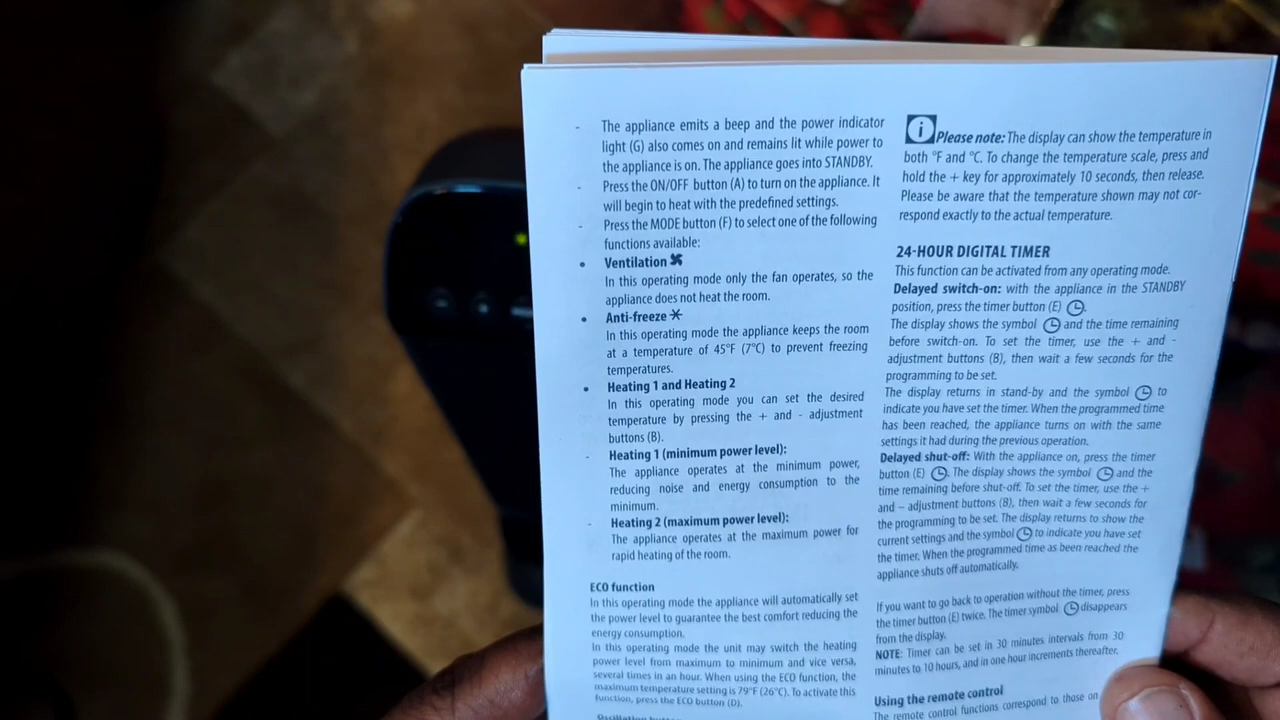 - The appliance emits a beep and the power indicator
light (G) also comes on and remains lit while power to
the appliance is on. The appliance goes into STANDBY.
- Press the ON/OFF button (A) to turn on the appliance. It
will begin to heat with the predefined settings.
- Press the MODE button (F) to select one of the following
functions available:
• Ventilation
In this operating mode only the fan operates, so the
appliance does not heat the room.
• Anti-freeze
In this operating mode the appliance keeps the room
at a temperature of 45°F (7°C) to prevent freezing
temperatures.
• Heating 1 and Heating 2
In this operating mode you can set the desired
temperature by pressing the + and - adjustment
buttons (B).
- Heating 1 (minimum power level):
The appliance operates at the minimum power,
reducing noise and energy consumption to the
minimum.
- Heating 2 (maximum power level):
The appliance operates at the maximum power for
rapid heating of the room.
ECO function
In this operating mode the appliance will automatically set
the power level to guarantee the best comfort reducing the
energy consumption.
In this operating mode the unit may switch the heating
power level from maximum to minimum and vice versa,
several times in an hour. When using the ECO function, the
maximum temperature setting is 79°F (26°C). To activate this
function, press the ECO button (D).
Oscillation
Please note: The display can show the temperature in
both °F and °C. To change the temperature scale, press and
hold the + key for approximately 10 seconds, then release.
Please be aware that the temperature shown may not cor-
respond exactly to the actual temperature.
24-HOUR DIGITAL TIMER
This function can be activated from any operating mode.
Delayed switch-on: with the appliance in the STANDBY
position, press the timer button (E) .
The display shows the symbol and the time remaining
before switch-on. To set the timer, use the + and -
adjustment buttons (B), then wait a few seconds for the
programming to be set.
The display returns in stand-by and the symbol to
indicate you have set the timer. When the programmed time
has been reached, the appliance turns on with the same
settings it had during the previous operation.
Delayed shut-off: With the appliance on, press the timer
button (E) . The display shows the symbol and the
time remaining before shut-off. To set the timer, use the +
and – adjustment buttons (B), then wait a few seconds for
the programming to be set. The display returns to show the
current settings and the symbol to indicate you have set
the timer. When the programmed time as been reached the
appliance shuts off automatically.
If you want to go back to operation without the timer, press
the timer button (E) twice. The timer symbol disappears
from the display.
NOTE: Timer can be set in 30 minutes intervals from 30
minutes to 10 hours, and in one hour increments thereafter.
Using the remote control
The remote control functions correspond to those on